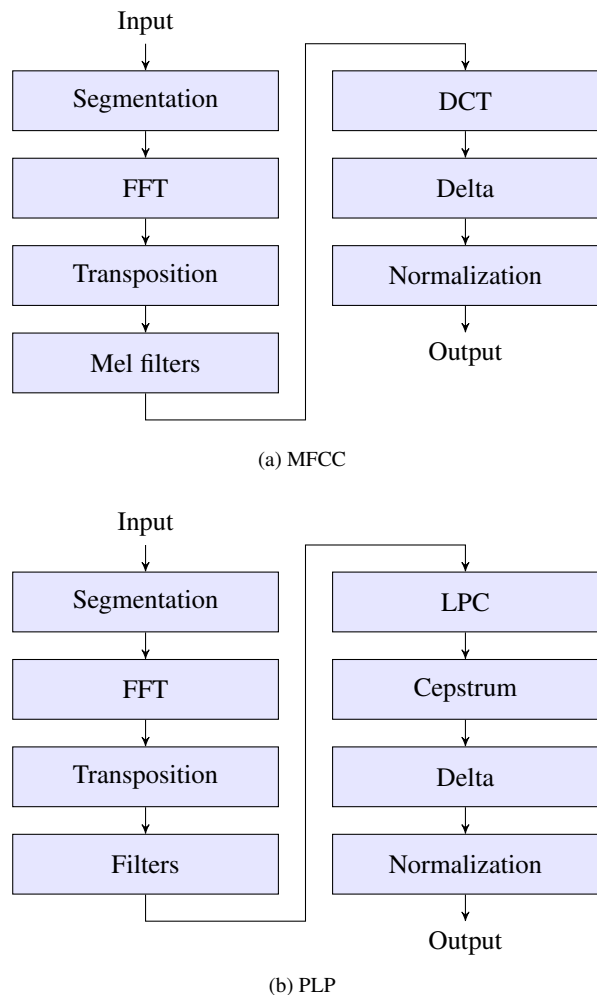 Input
Segmentation
FFT
Transposition
Mel filters
DCT
Delta
Normalization
Output
(a) MFCC
Input
Segmentation
FFT
Transposition
Filters
LPC
Cepstrum
Delta
Normalization
Output
(b) PLP